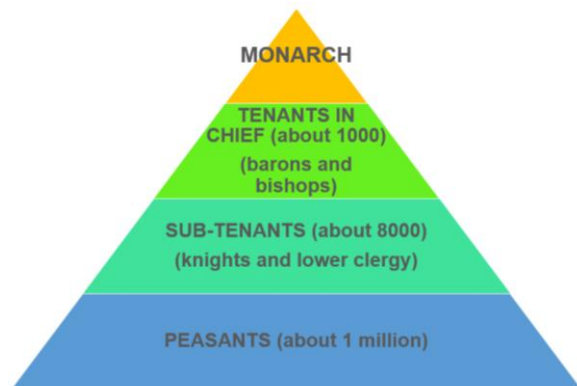 MONARCH
TENANTS IN
CHIEF (about 1000)
(barons and
bishops)
SUB-TENANTS (about 8000)
(knights and lower clergy)
PEASANTS (about 1 million)